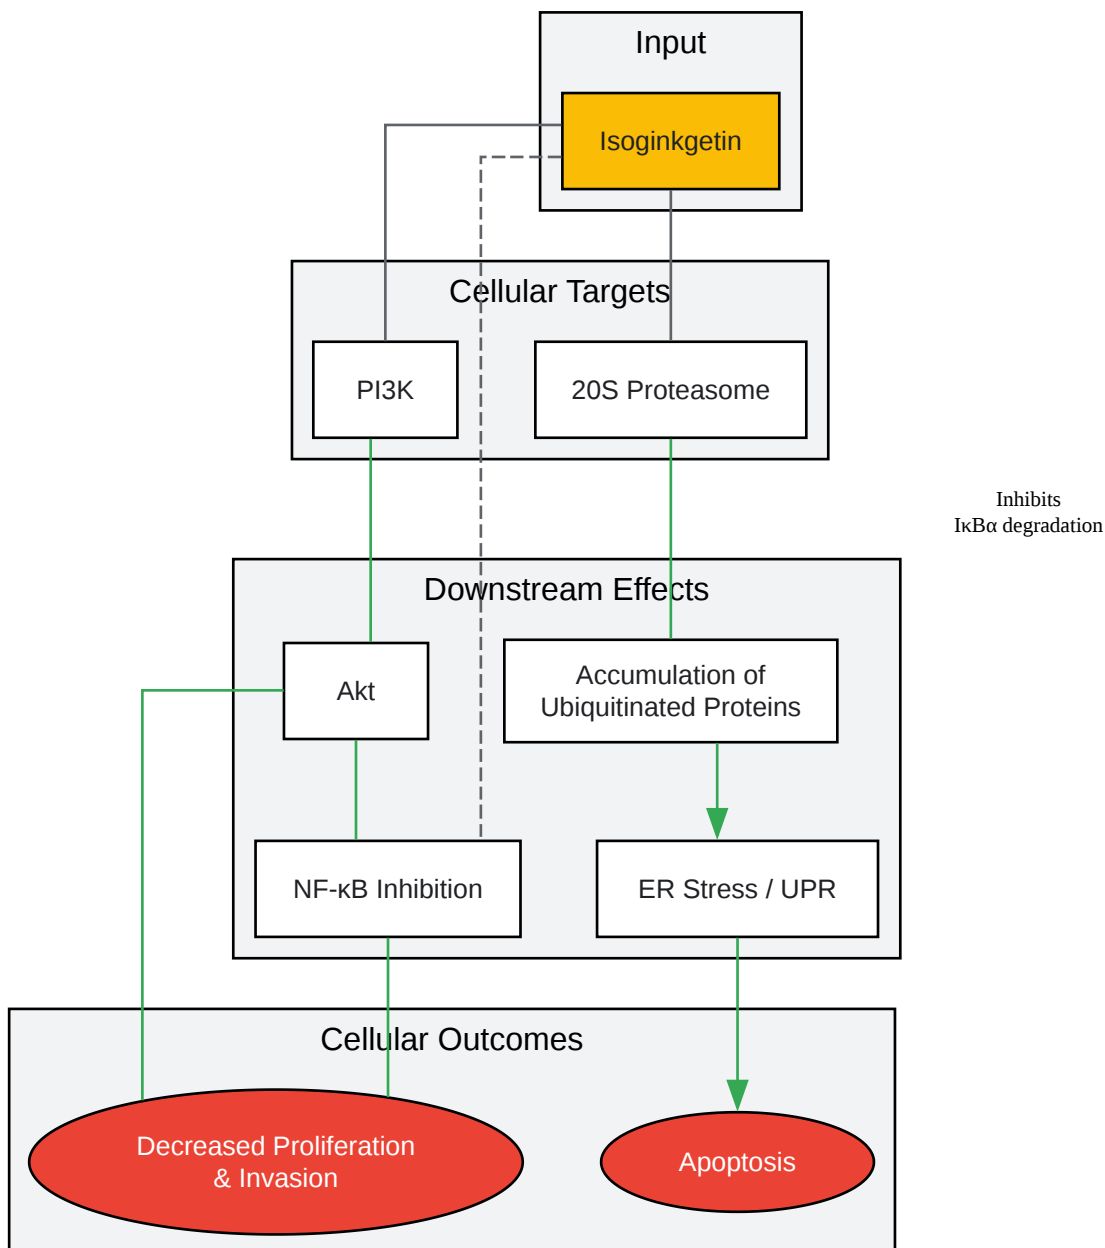 Input
Isoginkgetin
Cellular Targets
PI3K
20S Proteasome
Inhibits
IκBα degradation
Downstream Effects
Akt
Accumulation of
Ubiquitinated Proteins
NF-κB Inhibition
ER Stress / UPR
Cellular Outcomes
Decreased Proliferation
& Invasion
Apoptosis